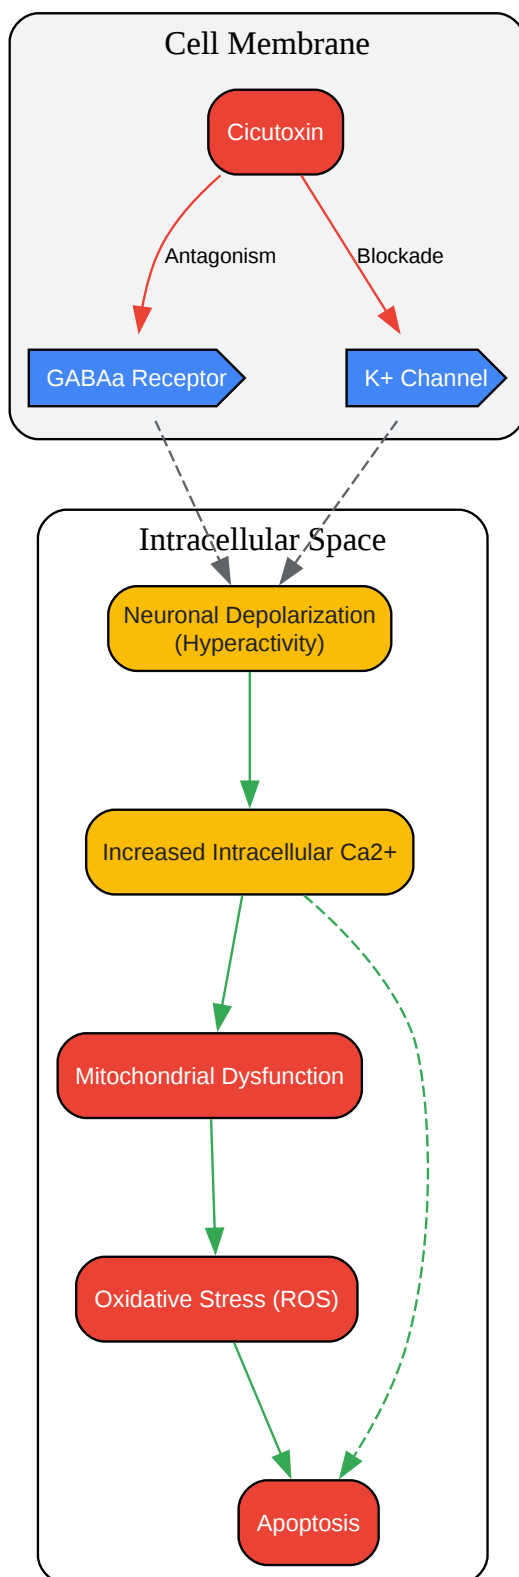 Cell Membrane
Cicutoxin
Antagonism
Blockade
GABAa Receptor
K+ Channel
Intracellular Space
Neuronal Depolarization
(Hyperactivity)
Increased Intracellular Ca2+
Mitochondrial Dysfunction
Oxidative Stress (ROS)
Apoptosis